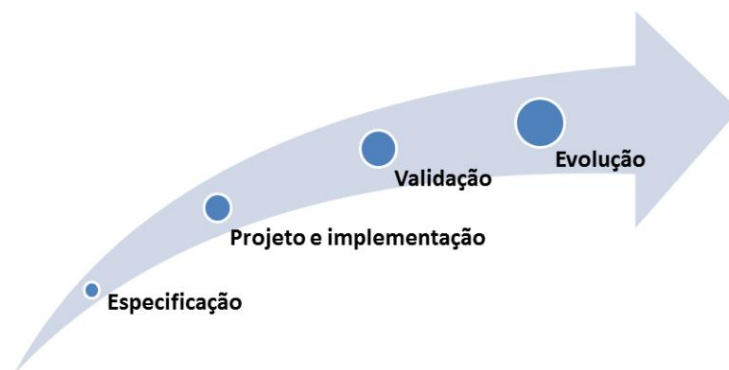 Evolução
Validação
Projeto e implementação
Especificação